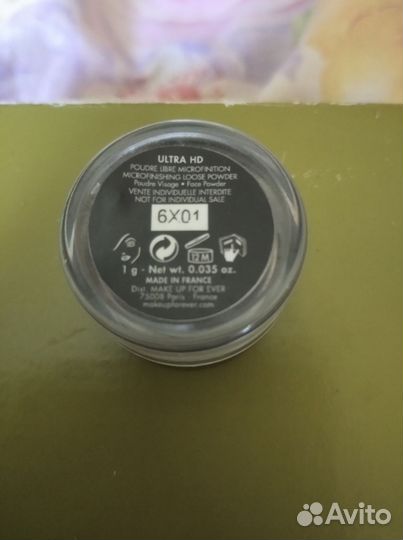 ULTRA HD
POUDRE LIBRE MICROFINITION
MICROFINISHING LOOSE POWDER
Poudre Visage • Face Powder
VENTE INDIVIDUELLE INTERDITE
NOT FOR INDIVIDUAL SALE
6X01
12 M
1 g - Net wt. 0.035 oz.
MADE IN FRANCE
Dist. MAKE UP FOR EVER
75008 Paris - France
makeupforever.com
Avito